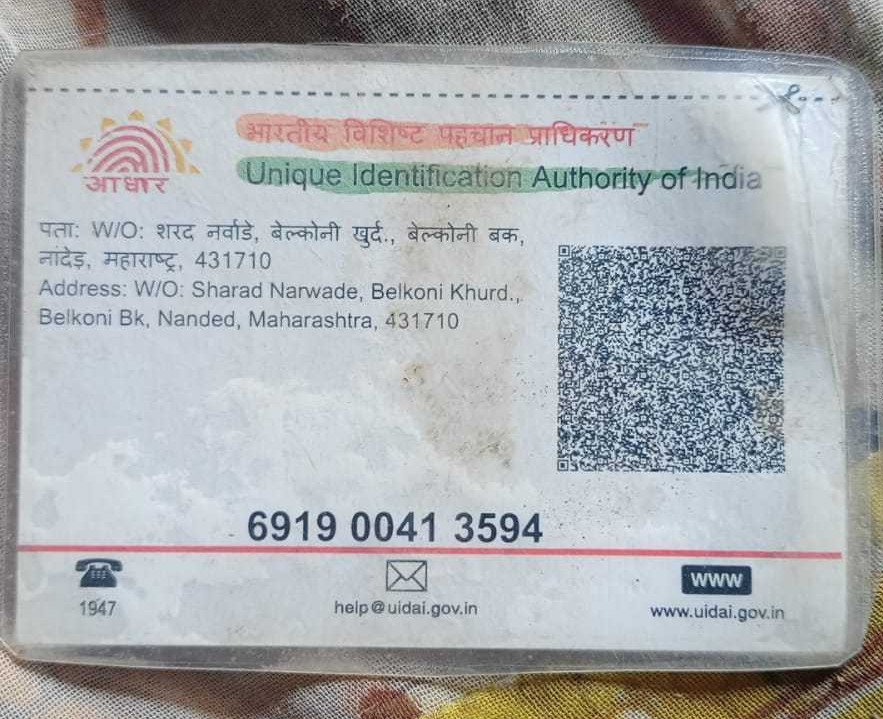 आधार
भारतीय विशिष्ट पहचान प्राधिकरण
Unique Identification Authority of India
पता: W/O: शरद नर्वाडे, बेल्कोनी खुर्द., बेल्कोनी बक,
नांदेड़, महाराष्ट्र, 431710
Address: W/O: Sharad Narwade, Belkoni Khurd.,
Belkoni Bk, Nanded, Maharashtra, 431710
6919 0041 3594
1947
help@uidai.gov.in
WWW
www.uidai.gov.in